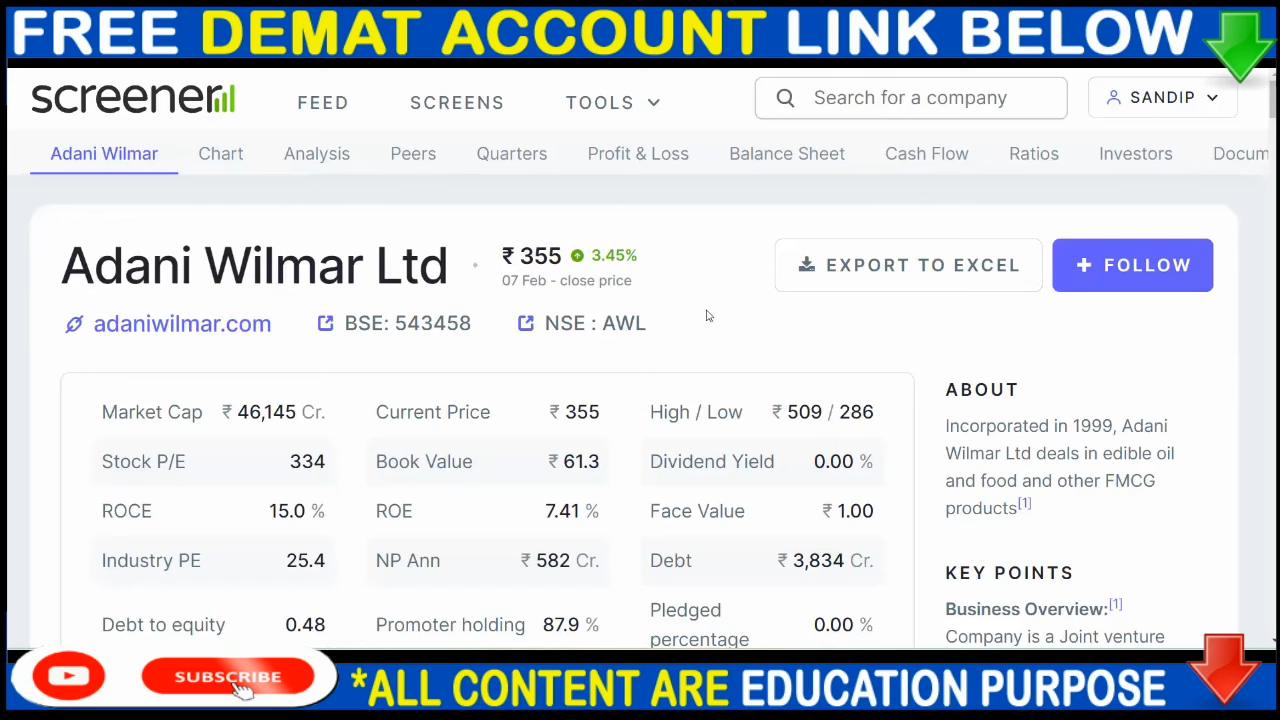 FREE DEMAT ACCOUNT LINK BELOW
screener FEED SCREENS TOOLS Search for a company SANDIP
Adani Wilmar Chart Analysis Peers Quarters Profit & Loss Balance Sheet Cash Flow Ratios Investors Docum
Adani Wilmar Ltd ₹ 355 3.45%
07 Feb - close price
EXPORT TO EXCEL + FOLLOW
adaniwilmar.com BSE: 543458 NSE : AWL
Market Cap ₹ 46,145 Cr. Current Price ₹ 355 High / Low ₹ 509 / 286
Stock P/E 334 Book Value ₹ 61.3 Dividend Yield 0.00 %
ROCE 15.0 % ROE 7.41 % Face Value ₹ 1.00
Industry PE 25.4 NP Ann ₹ 582 Cr. Debt ₹ 3,834 Cr.
Debt to equity 0.48 Promoter holding 87.9 % Pledged percentage 0.00 %
ABOUT
Incorporated in 1999, Adani
Wilmar Ltd deals in edible oil
and food and other FMCG
products[1]
KEY POINTS
Business Overview:[1]
Company is a Joint venture
SUBSCRIBE
*ALL CONTENT ARE EDUCATION PURPOSE